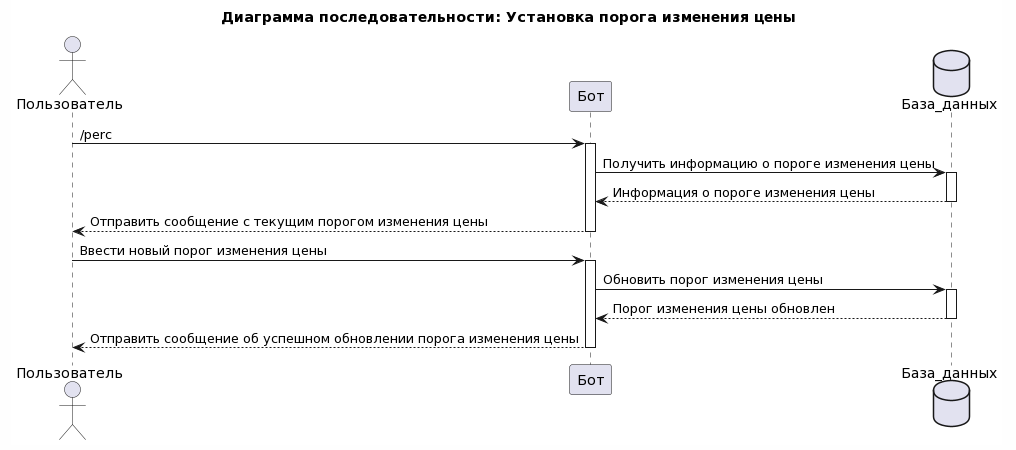 Диаграмма последовательности: Установка порога изменения цены
Пользователь
Бот
База_данных
/perc
Получить информацию о пороге изменения цены
Информация о пороге изменения цены
Отправить сообщение с текущим порогом изменения цены
Ввести новый порог изменения цены
Обновить порог изменения цены
Порог изменения цены обновлен
Отправить сообщение об успешном обновлении порога изменения цены
Пользователь
Бот
База_данных